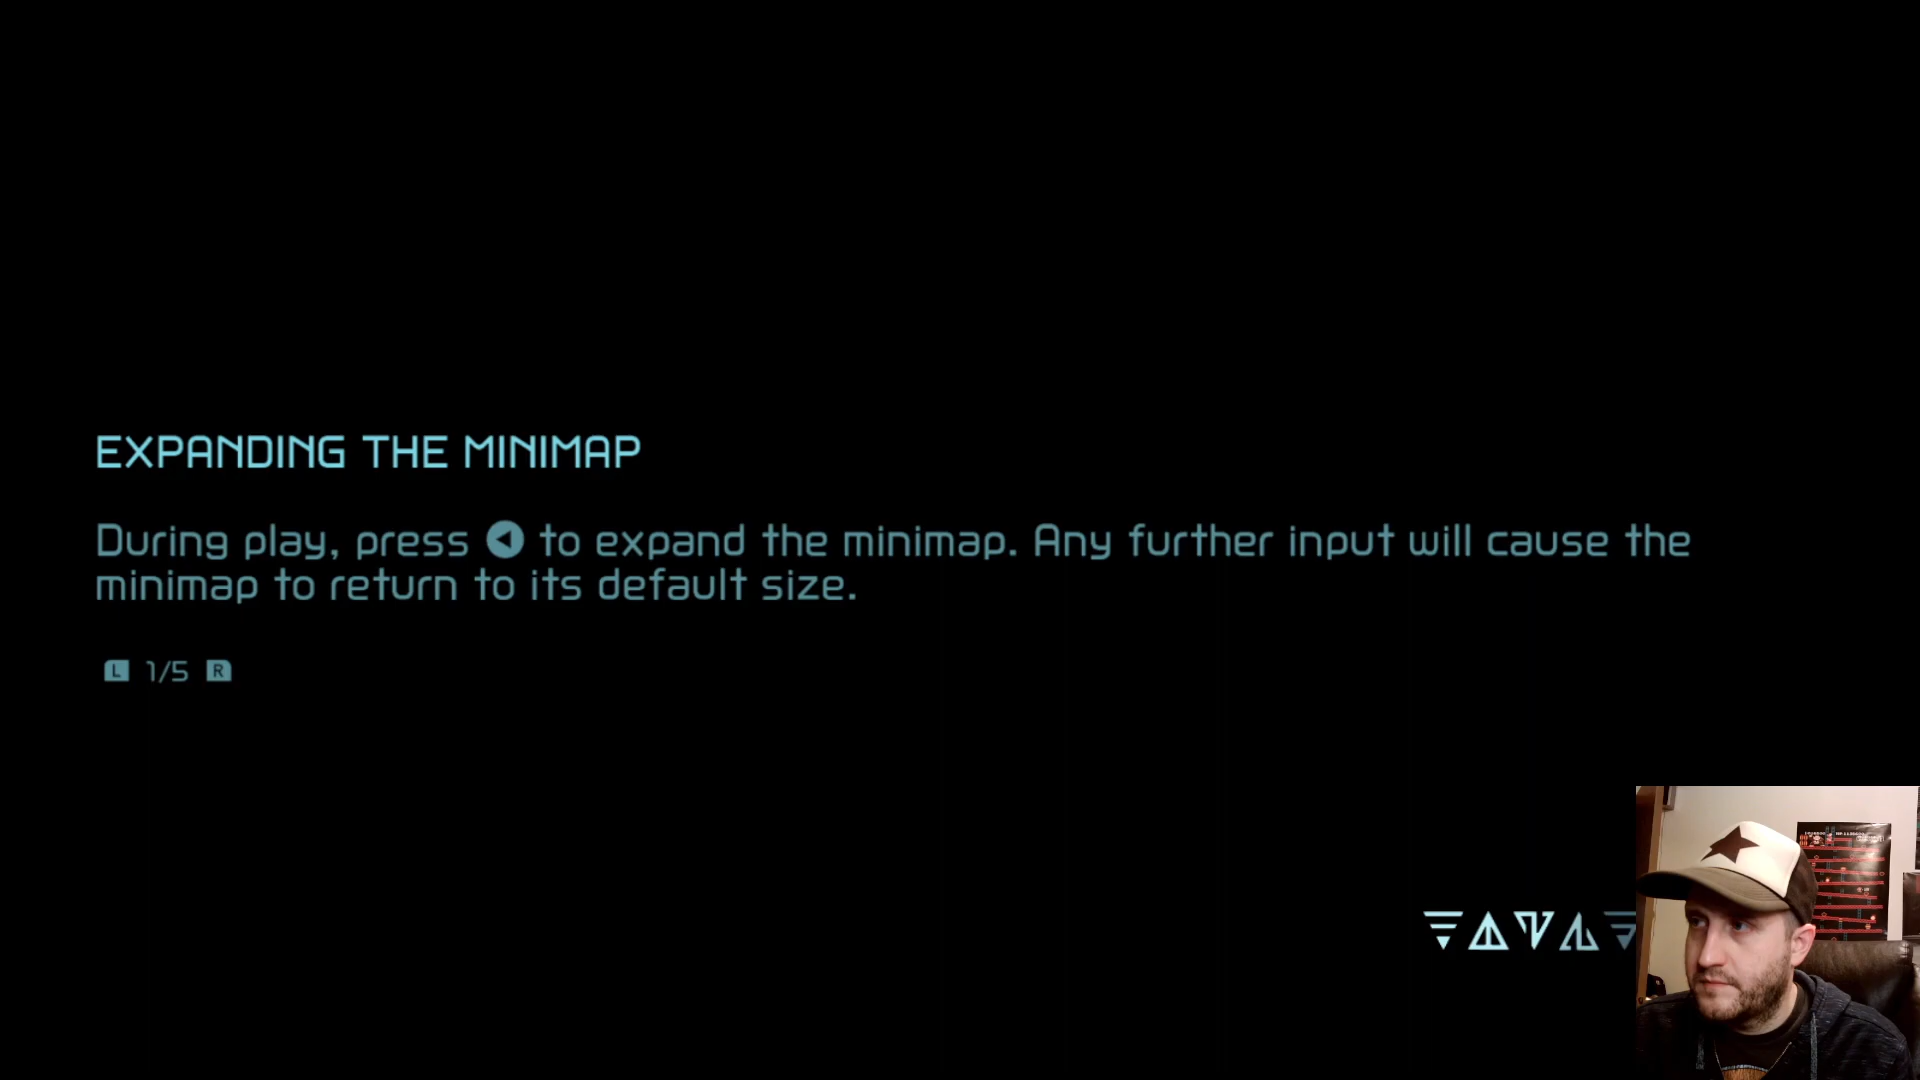 EXPANDING THE MINIMAP
During play, press ◀ to expand the minimap. Any further input will cause the
minimap to return to its default size.
L 1/5 R